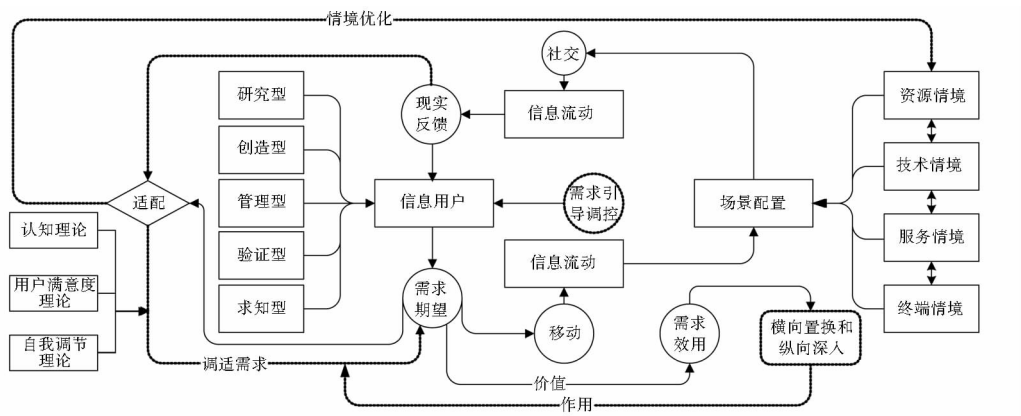 情境优化
社交
研究型
现实
反馈
信息流动
资源情境
创造型
技术情境
适配
管理型
信息用户
需求引
导调控
场景配置
认知理论
验证型
信息流动
服务情境
用户满意度
理论
求知型
需求
期望
移动
需求
效用
横向置换和
纵向深入
终端情境
自我调节
理论
调适需求
价值
作用